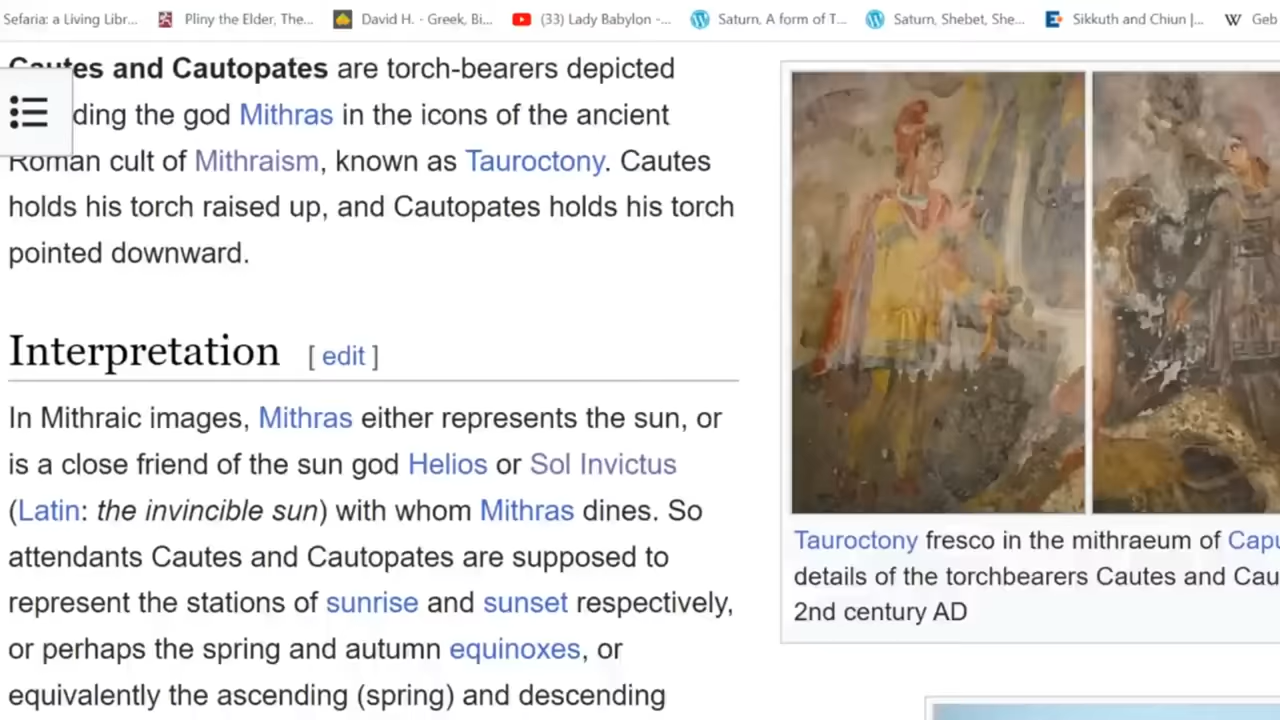 Sefaria: a Living Libr...
Pliny the Elder, The...
David H. - Greek, Bi...
(33) Lady Babylon -...
Saturn, A form of T...
Saturn, Shebet, She...
Sikkuth and Chiun |...
W Geb
Cautes and Cautopates are torch-bearers depicted
ding the god Mithras in the icons of the ancient
Roman cult of Mithraism, known as Tauroctony. Cautes
holds his torch raised up, and Cautopates holds his torch
pointed downward.
Interpretation [ edit ]
In Mithraic images, Mithras either represents the sun, or
is a close friend of the sun god Helios or Sol Invictus
(Latin: the invincible sun) with whom Mithras dines. So
attendants Cautes and Cautopates are supposed to
represent the stations of sunrise and sunset respectively,
or perhaps the spring and autumn equinoxes, or
equivalently the ascending (spring) and descending
Tauroctony fresco in the mithraeum of Capu
details of the torchbearers Cautes and Cau
2nd century AD